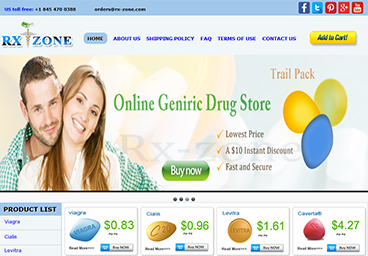 US toll free: +1 845 470 0388 orders@rx-zone.com
RX ZONE
HOME ABOUT US SHIPPING POLICY FAQ TERMS OF USE CONTACT US
Add to Cart!
Trail Pack
Online Geniric Drug Store
✓ Lowest Price
✓ A $10 Instant Discount
✓ Fast and Secure
Rx-zone
Buy now
PRODUCT LIST
Viagra
Cialis
Levitra
viagra
$0.83
Read More>>>
BUY NOW
Cialis
$0.96
Read More>>>
BUY NOW
Levitra
$1.61
Read More>>>
BUY NOW
Caverta®
$4.27
Read More>>>
BUY NOW